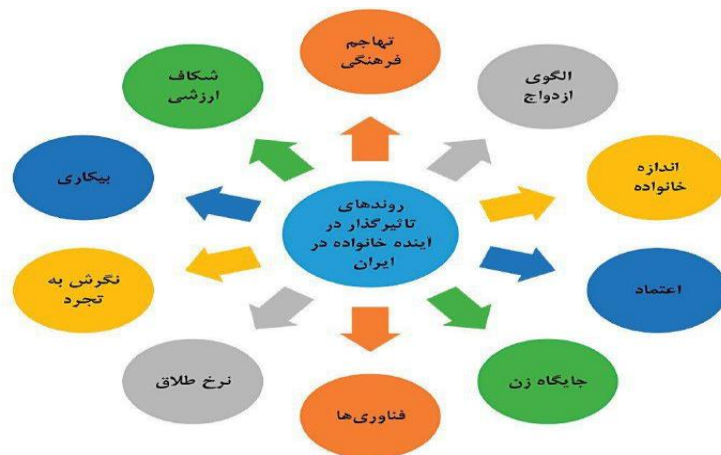 تهاجم
فرهنگی
الگوی
ازدواج
اندازه
خانواده
اعتماد
جایگاه زن
فناوری‌ها
نرخ طلاق
نگرش به
تجرد
بیکاری
شکاف
ارزشی
روندهای
تاثیرگذار در
آینده خانواده در
ایران